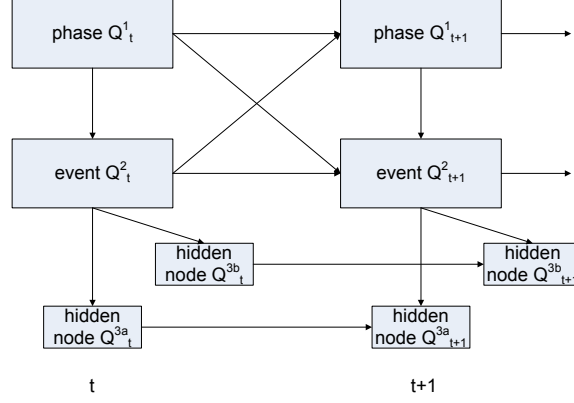 phase Q¹ₜ
phase Q¹ₜ₊₁
event Q²ₜ
event Q²ₜ₊₁
hidden
node Q³ᵇₜ
hidden
node Q³ᵇₜ₊₁
hidden
node Q³ᵃₜ
hidden
node Q³ᵃₜ₊₁
t
t+1